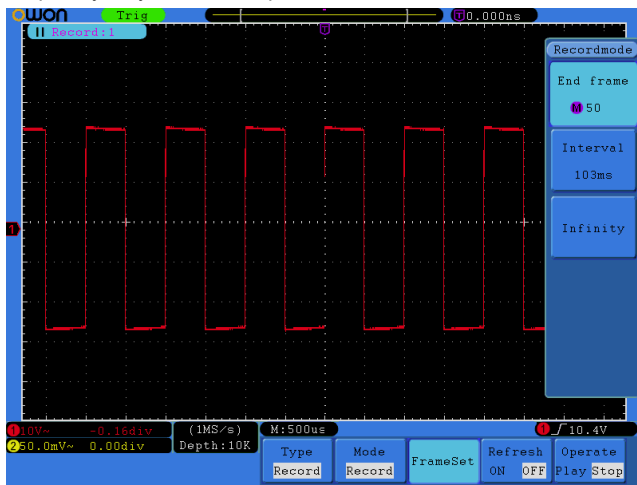 owon Trig T 0.000ns
Record:1
T
Recordmode
End frame
M 50
Interval
103ms
Infinity
1
1 10V~ -0.16div (1MS/s) M:500us 1 10.4V
2 50.0mV~ 0.00div Depth:10K
Type Mode FrameSet Refresh Operate
Record Record ON OFF Play Stop